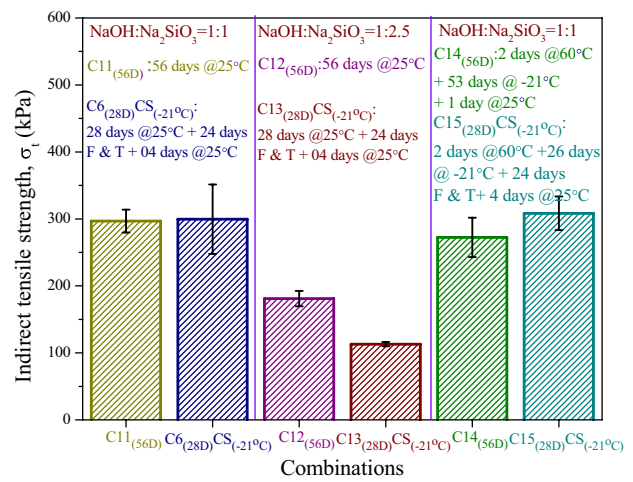 600
500
400
300
200
100
0
Indirect tensile strength, σt (kPa)
NaOH:Na2SiO3=1:1
C11(56D):56 days @25°C
C6(28D)CS(-21°C):
28 days @25°C + 24 days
F & T + 04 days @25°C
NaOH:Na2SiO3=1:2.5
C12(56D):56 days @25°C
C13(28D)CS(-21°C):
28 days @25°C + 24 days
F & T + 04 days @25°C
NaOH:Na2SiO3=1:1
C14(56D):2 days @60°C
+ 53 days @ -21°C
+ 1 day @25°C
C15(28D)CS(-21°C):
2 days @60°C +26 days
@ -21°C + 24 days
F & T+ 4 days @25°C
C11(56D) C6(28D)CS(-21°C) C12(56D) C13(28D)CS(-21°C) C14(56D) C15(28D)CS(-21°C)
Combinations